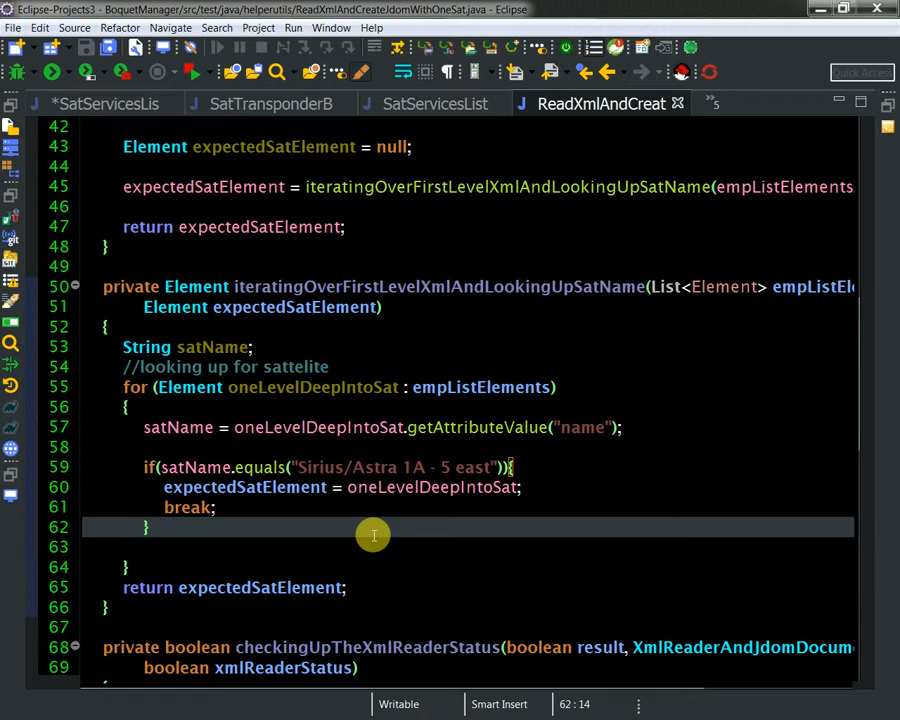 Eclipse-Projects3 - BoquetManager/src/test/java/helperutils/ReadXmlAndCreateJdomWithOneSat.java - Eclipse
File Edit Source Refactor Navigate Search Project Run Window Help
Quick Access
*SatServicesLis SatTransponderB SatServicesList ReadXmlAndCreat »5
42
43 Element expectedSatElement = null;
44
45 expectedSatElement = iteratingOverFirstLevelXmlAndLookingUpSatName(empListElements,
46
47 return expectedSatElement;
48 }
49
50 private Element iteratingOverFirstLevelXmlAndLookingUpSatName(List<Element> empListEl
51 Element expectedSatElement)
52 {
53 String satName;
54 //looking up for sattelite
55 for (Element oneLevelDeepIntoSat : empListElements)
56 {
57 satName = oneLevelDeepIntoSat.getAttributeValue("name");
58
59 if(satName.equals("Sirius/Astra 1A - 5 east")){
60 expectedSatElement = oneLevelDeepIntoSat;
61 break;
62 }
63
64 }
65 return expectedSatElement;
66 }
67
68 private boolean checkingUpTheXmlReaderStatus(boolean result, XmlReaderAndJdomDocum
69 boolean xmlReaderStatus)
Writable Smart Insert 62 : 14